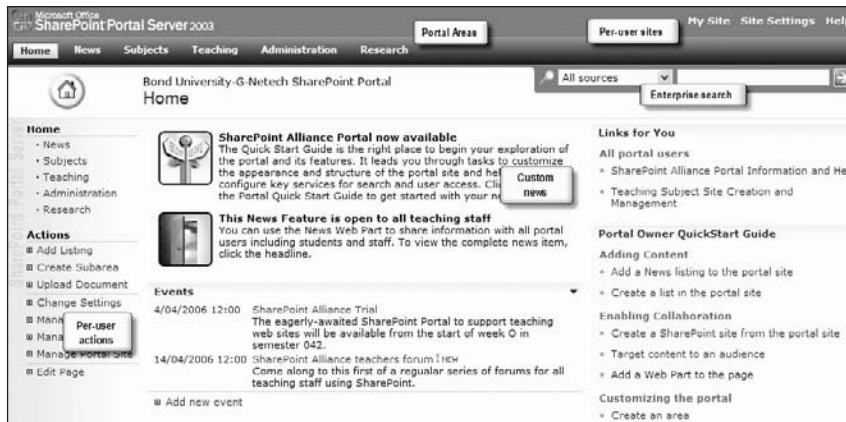 Microsoft Office
SharePoint Portal Server 2003
Portal Areas
Per-user sites
My Site Site Settings Help
Home News Subjects Teaching Administration Research
Bond University-G-Netech SharePoint Portal
Home
All sources
Enterprise search
Home
News
Subjects
Teaching
Administration
Research
Actions
Add Listing
Create Subarea
Upload Document
Change Settings
Mana
Mana
Manage Portal Site
Edit Page
Per-user
actions
SharePoint Alliance Portal now available
The Quick Start Guide is the right place to begin your exploration of
the portal and its features. It leads you through tasks to customize
the appearance and structure of the portal site and hel
configure key services for search and user access. Cli
the Portal Quick Start Guide to get started with your n
Custom
news
This News Feature is open to all teaching staff
You can use the News Web Part to share information with all portal
users including students and staff. To view the complete news item,
click the headline.
Events
4/04/2006 12:00 SharePoint Alliance Trial
The eagerly-awaited SharePoint Portal to support teaching
web sites will be available from the start of week O in
semester 042.
14/04/2006 12:00 SharePoint Alliance teachers forum ! NEW
Come along to this first of a regualar series of forums for all
teaching staff using SharePoint.
Add new event
Links for You
All portal users
SharePoint Alliance Portal Information and He
Teaching Subject Site Creation and
Management
Portal Owner QuickStart Guide
Adding Content
Add a News listing to the portal site
Create a list in the portal site
Enabling Collaboration
Create a SharePoint site from the portal site
Target content to an audience
Add a Web Part to the page
Customizing the portal
Create an area